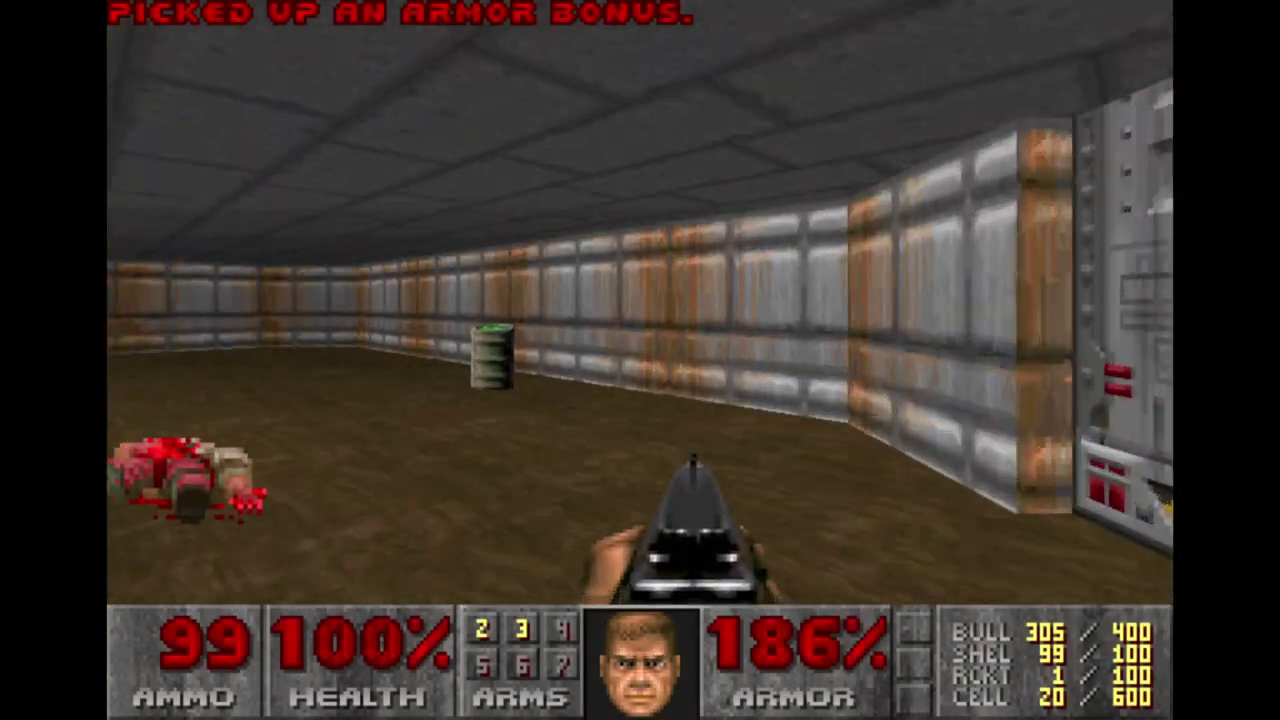 PICKED UP AN ARMOR BONUS.
99 100% 2 3 4 186% BULL 305 / 400
5 6 7 SHEL 99 / 100
RCKT 1 / 100
AMMO HEALTH ARMS ARMOR CELL 20 / 600